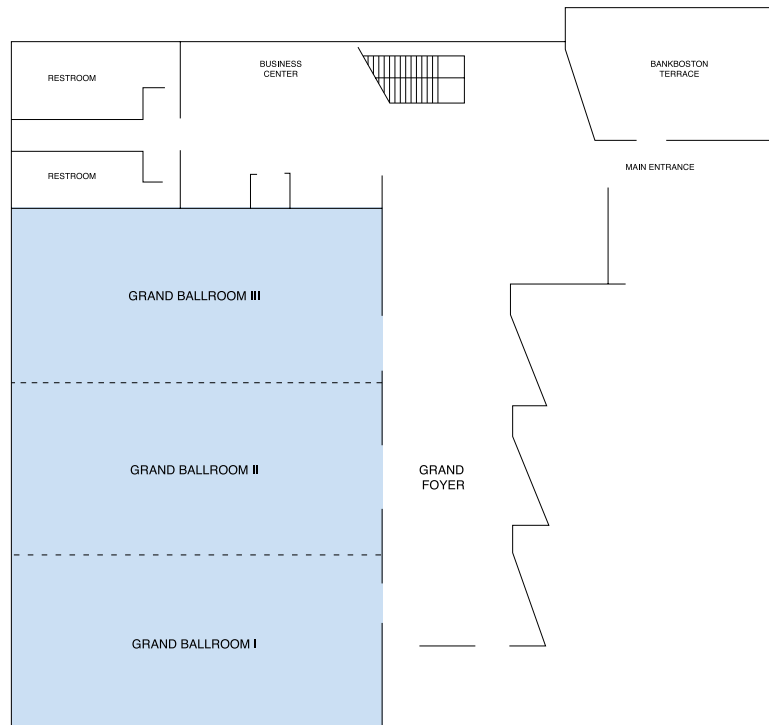 RESTROOM
BUSINESS
CENTER
BANKBOSTON
TERRACE
RESTROOM
MAIN ENTRANCE
GRAND BALLROOM III
GRAND BALLROOM II
GRAND
FOYER
GRAND BALLROOM I